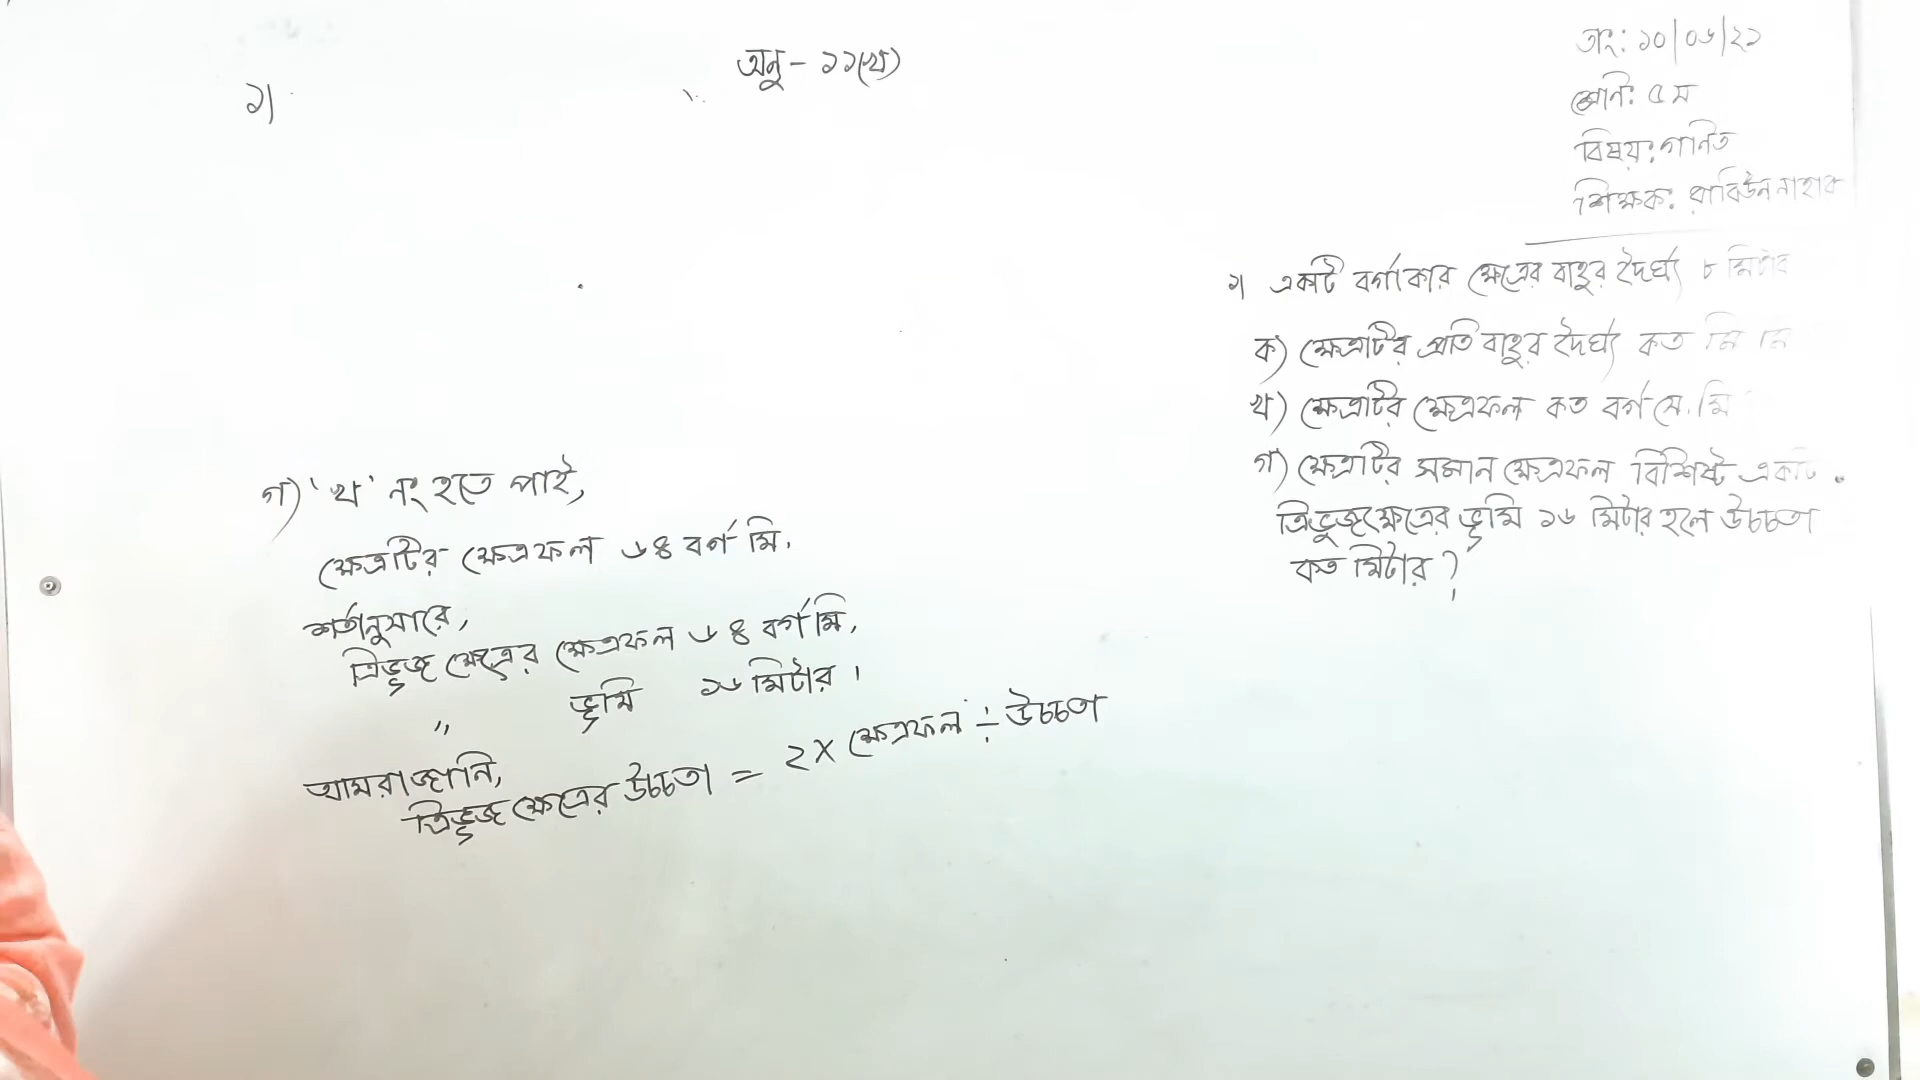 অনু - ১১(খ)
১|
তাং: ১০/০৬/২১
শ্রেণি: ৫ম
বিষয়: গণিত
শিক্ষক:
১| একটি বর্গাকার ক্ষেত্রের বাহুর দৈর্ঘ্য ৮ মিটার
ক) ক্ষেত্রটির প্রতি বাহুর দৈর্ঘ্য কত
খ) ক্ষেত্রটির ক্ষেত্রফল কত বর্গ সে. মি
গ) ক্ষেত্রটির সমান ক্ষেত্রফল বিশিষ্ট একটি
ত্রিভুজক্ষেত্রের ভূমি ১৬ মিটার হলে উচ্চতা
কত মিটার?
গ) 'খ' নং হতে পাই,
ক্ষেত্রটির ক্ষেত্রফল ৬৪ বর্গ মি.
শর্তানুসারে,
ত্রিভুজ ক্ষেত্রের ক্ষেত্রফল ৬৪ বর্গ মি.
" ভূমি ১৬ মিটার।
আমরা জানি,
ত্রিভুজ ক্ষেত্রের উচ্চতা = ২ × ক্ষেত্রফল ÷ উচ্চতা